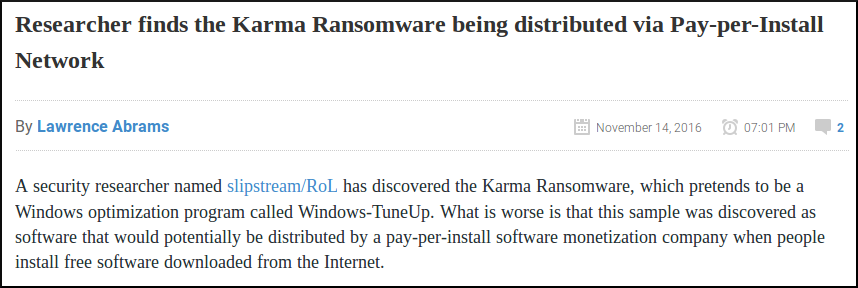 Researcher finds the Karma Ransomware being distributed via Pay-per-Install
Network
By Lawrence Abrams November 14, 2016 07:01 PM 2
A security researcher named slipstream/RoL has discovered the Karma Ransomware, which pretends to be a
Windows optimization program called Windows-TuneUp. What is worse is that this sample was discovered as
software that would potentially be distributed by a pay-per-install software monetization company when people
install free software downloaded from the Internet.